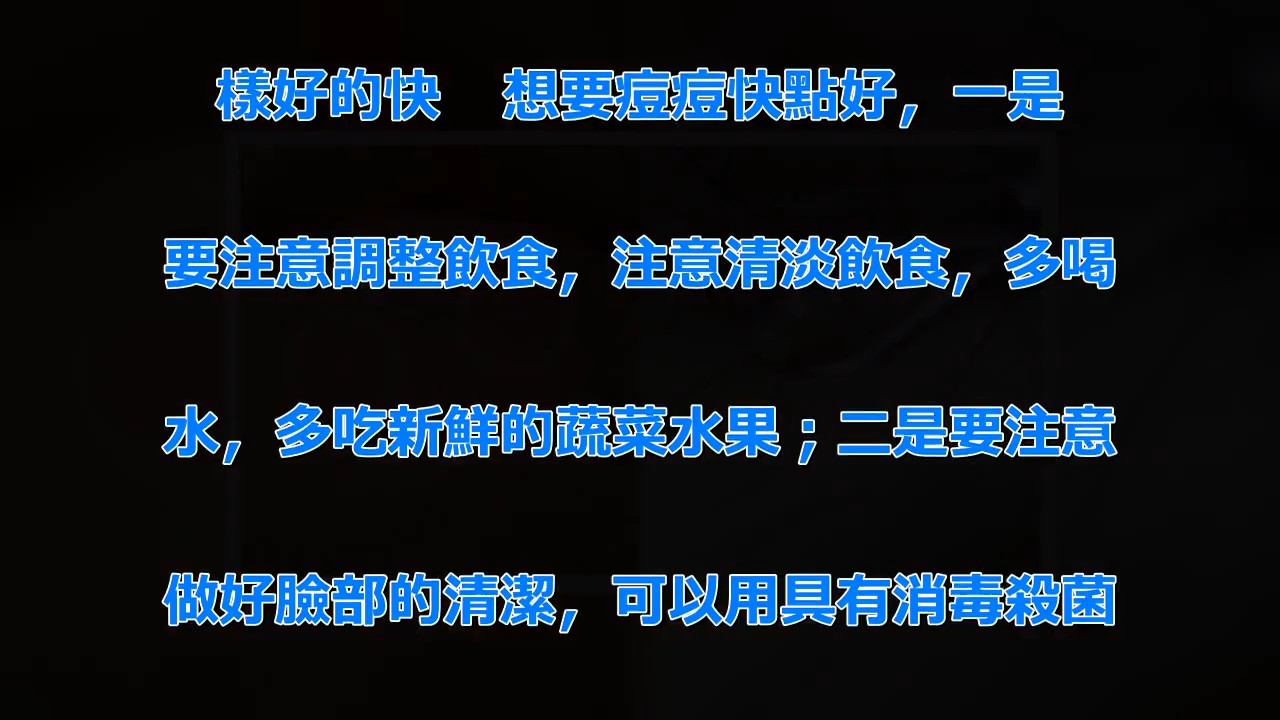 樣好的快　想要痘痘快點好，一是
要注意調整飲食，注意清淡飲食，多喝
水，多吃新鮮的蔬菜水果；二是要注意
做好臉部的清潔，可以用具有消毒殺菌